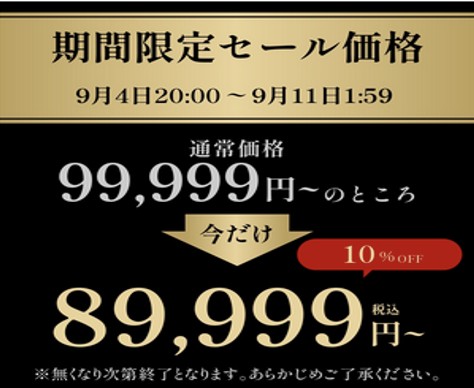 期間限定セール価格
9月4日20:00 ~ 9月11日1:59
通常価格
99,999円~のところ
今だけ
10%OFF
89,999円~
税込
※無くなり次第終了となります。あらかじめご了承ください。